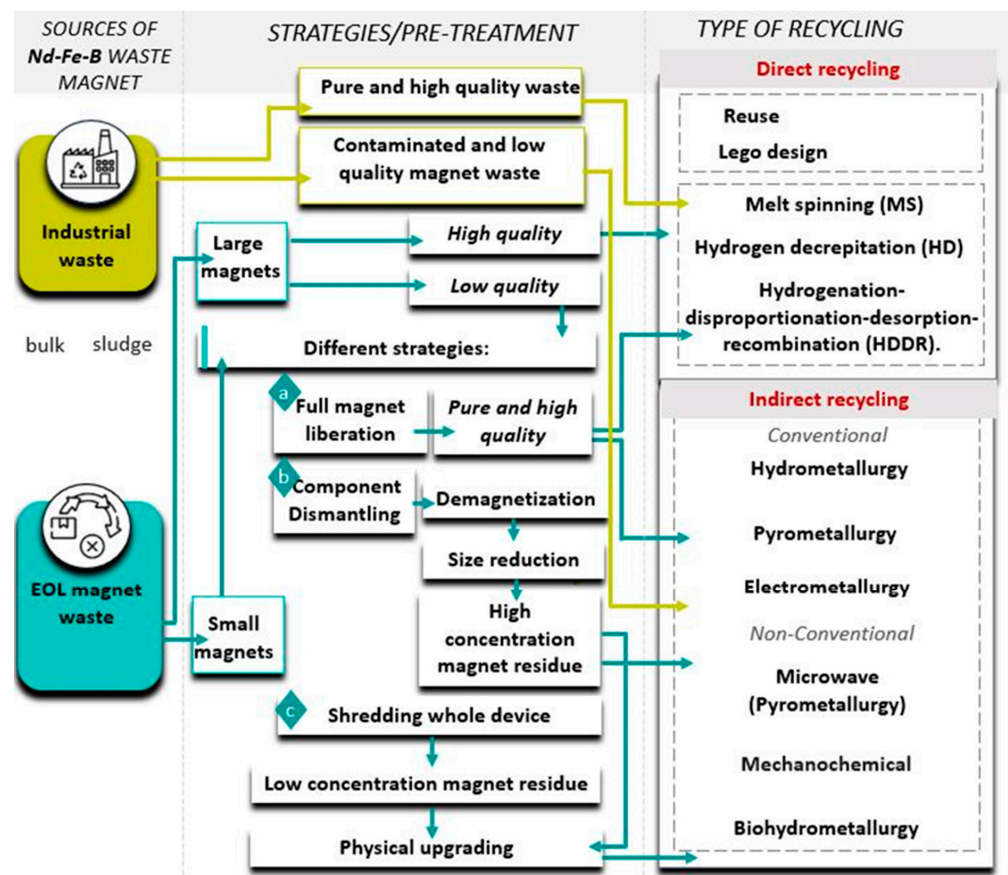 SOURCES OF
Nd-Fe-B WASTE
MAGNET
STRATEGIES/PRE-TREATMENT
TYPE OF RECYCLING
Industrial
waste
bulk
sludge
EOL magnet
waste
Pure and high quality waste
Contaminated and low
quality magnet waste
Large
magnets
High quality
Low quality
Different strategies:
a
Full magnet
liberation
Pure and high
quality
b
Component
Dismantling
Demagnetization
Size reduction
High
concentration
magnet residue
Small
magnets
c
Shredding whole device
Low concentration magnet residue
Physical upgrading
Direct recycling
Reuse
Lego design
Melt spinning (MS)
Hydrogen decrepitation (HD)
Hydrogenation-
disproportionation-desorption-
recombination (HDDR).
Indirect recycling
Conventional
Hydrometallurgy
Pyrometallurgy
Electrometallurgy
Non-Conventional
Microwave
(Pyrometallurgy)
Mechanochemical
Biohydrometallurgy